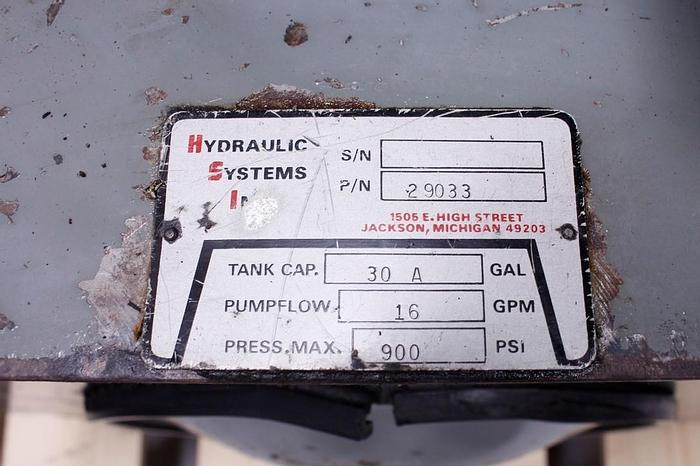 HYDRAULIC
SYSTEMS
S/N
P/N 29033
1505 E. HIGH STREET
JACKSON, MICHIGAN 49203
TANK CAP. 30 A GAL
PUMPFLOW 16 GPM
PRESS. MAX. 900 PSI